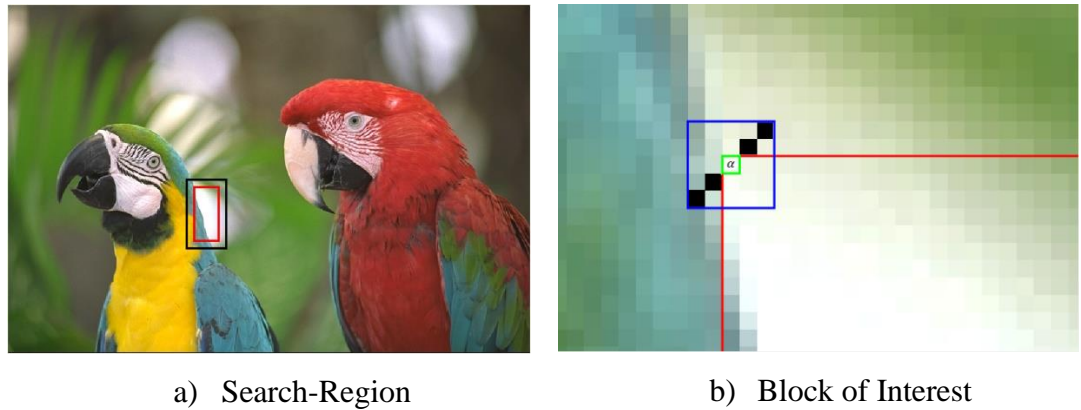 α
a) Search-Region
b) Block of Interest